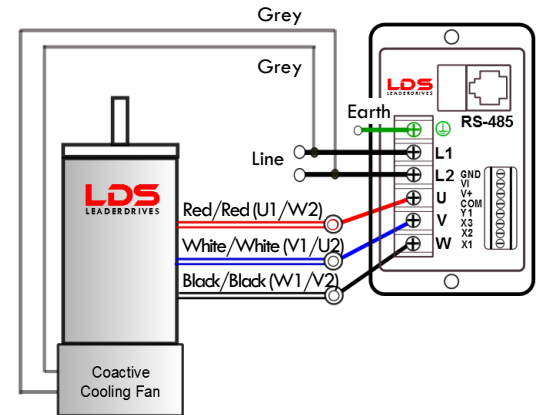 Grey
Grey
LDS
LEADERDRIVES
RS-485
Earth
L1
Line
L2
GND
VI
V+
COM
Y1
X3
X2
X1
U
V
W
LDS
LEADERDRIVES
Red/Red (U1/W2)
White/White (V1/U2)
Black/Black (W1/V2)
Coactive
Cooling Fan